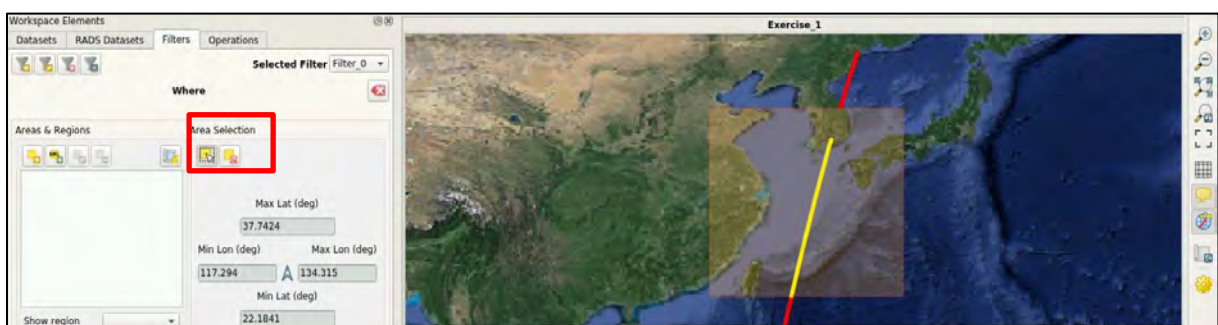 Workspace Elements
Exercise_1
Datasets RADS Datasets Filters Operations
Selected Filter Filter_0
Where
Areas & Regions
Area Selection
Max Lat (deg)
37.7424
Min Lon (deg) Max Lon (deg)
117.294 134.315
Min Lat (deg)
Show region 22.1841